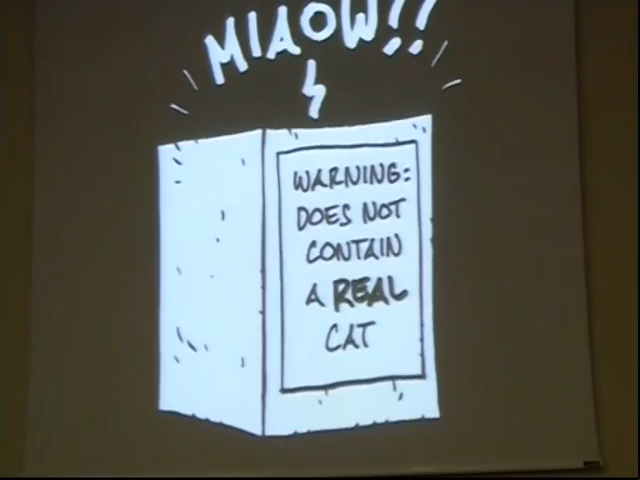 MIAOW!!
WARNING:
DOES NOT
CONTAIN
A REAL
CAT